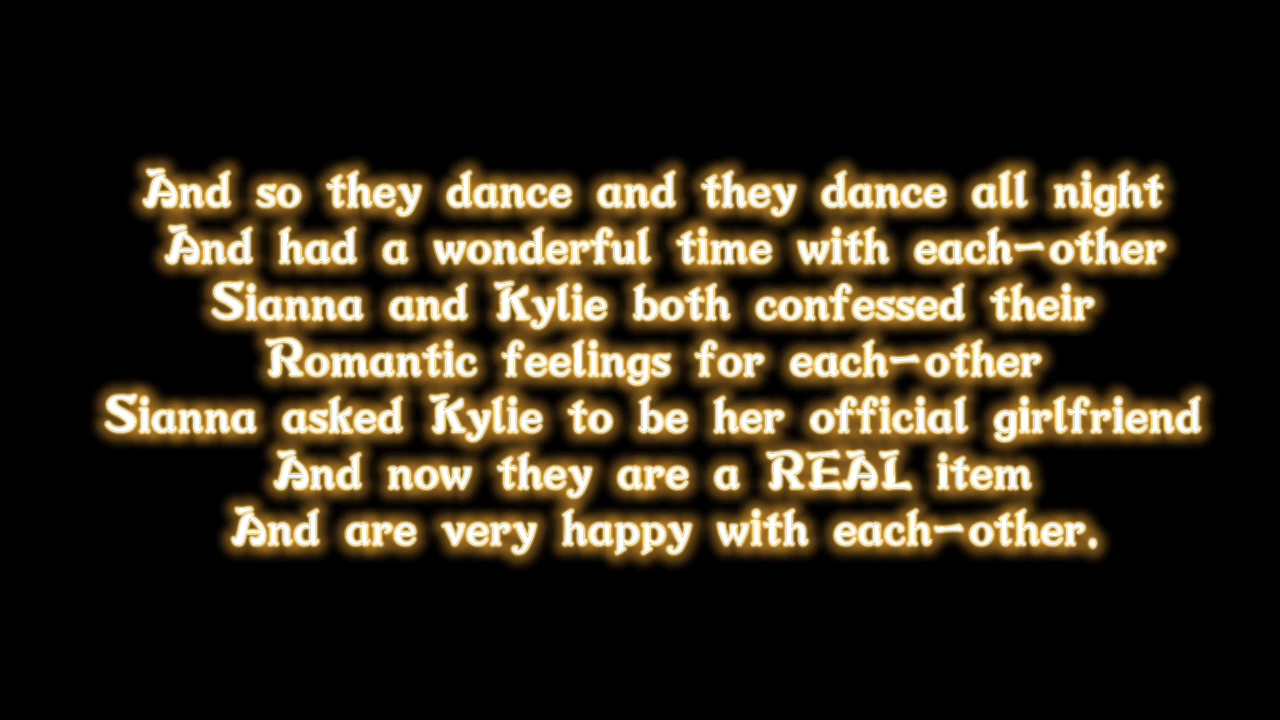 And so they dance and they dance all night
And had a wonderful time with each-other
Sianna and Kylie both confessed their
Romantic feelings for each-other
Sianna asked Kylie to be her official girlfriend
And now they are a REAL item
And are very happy with each-other.